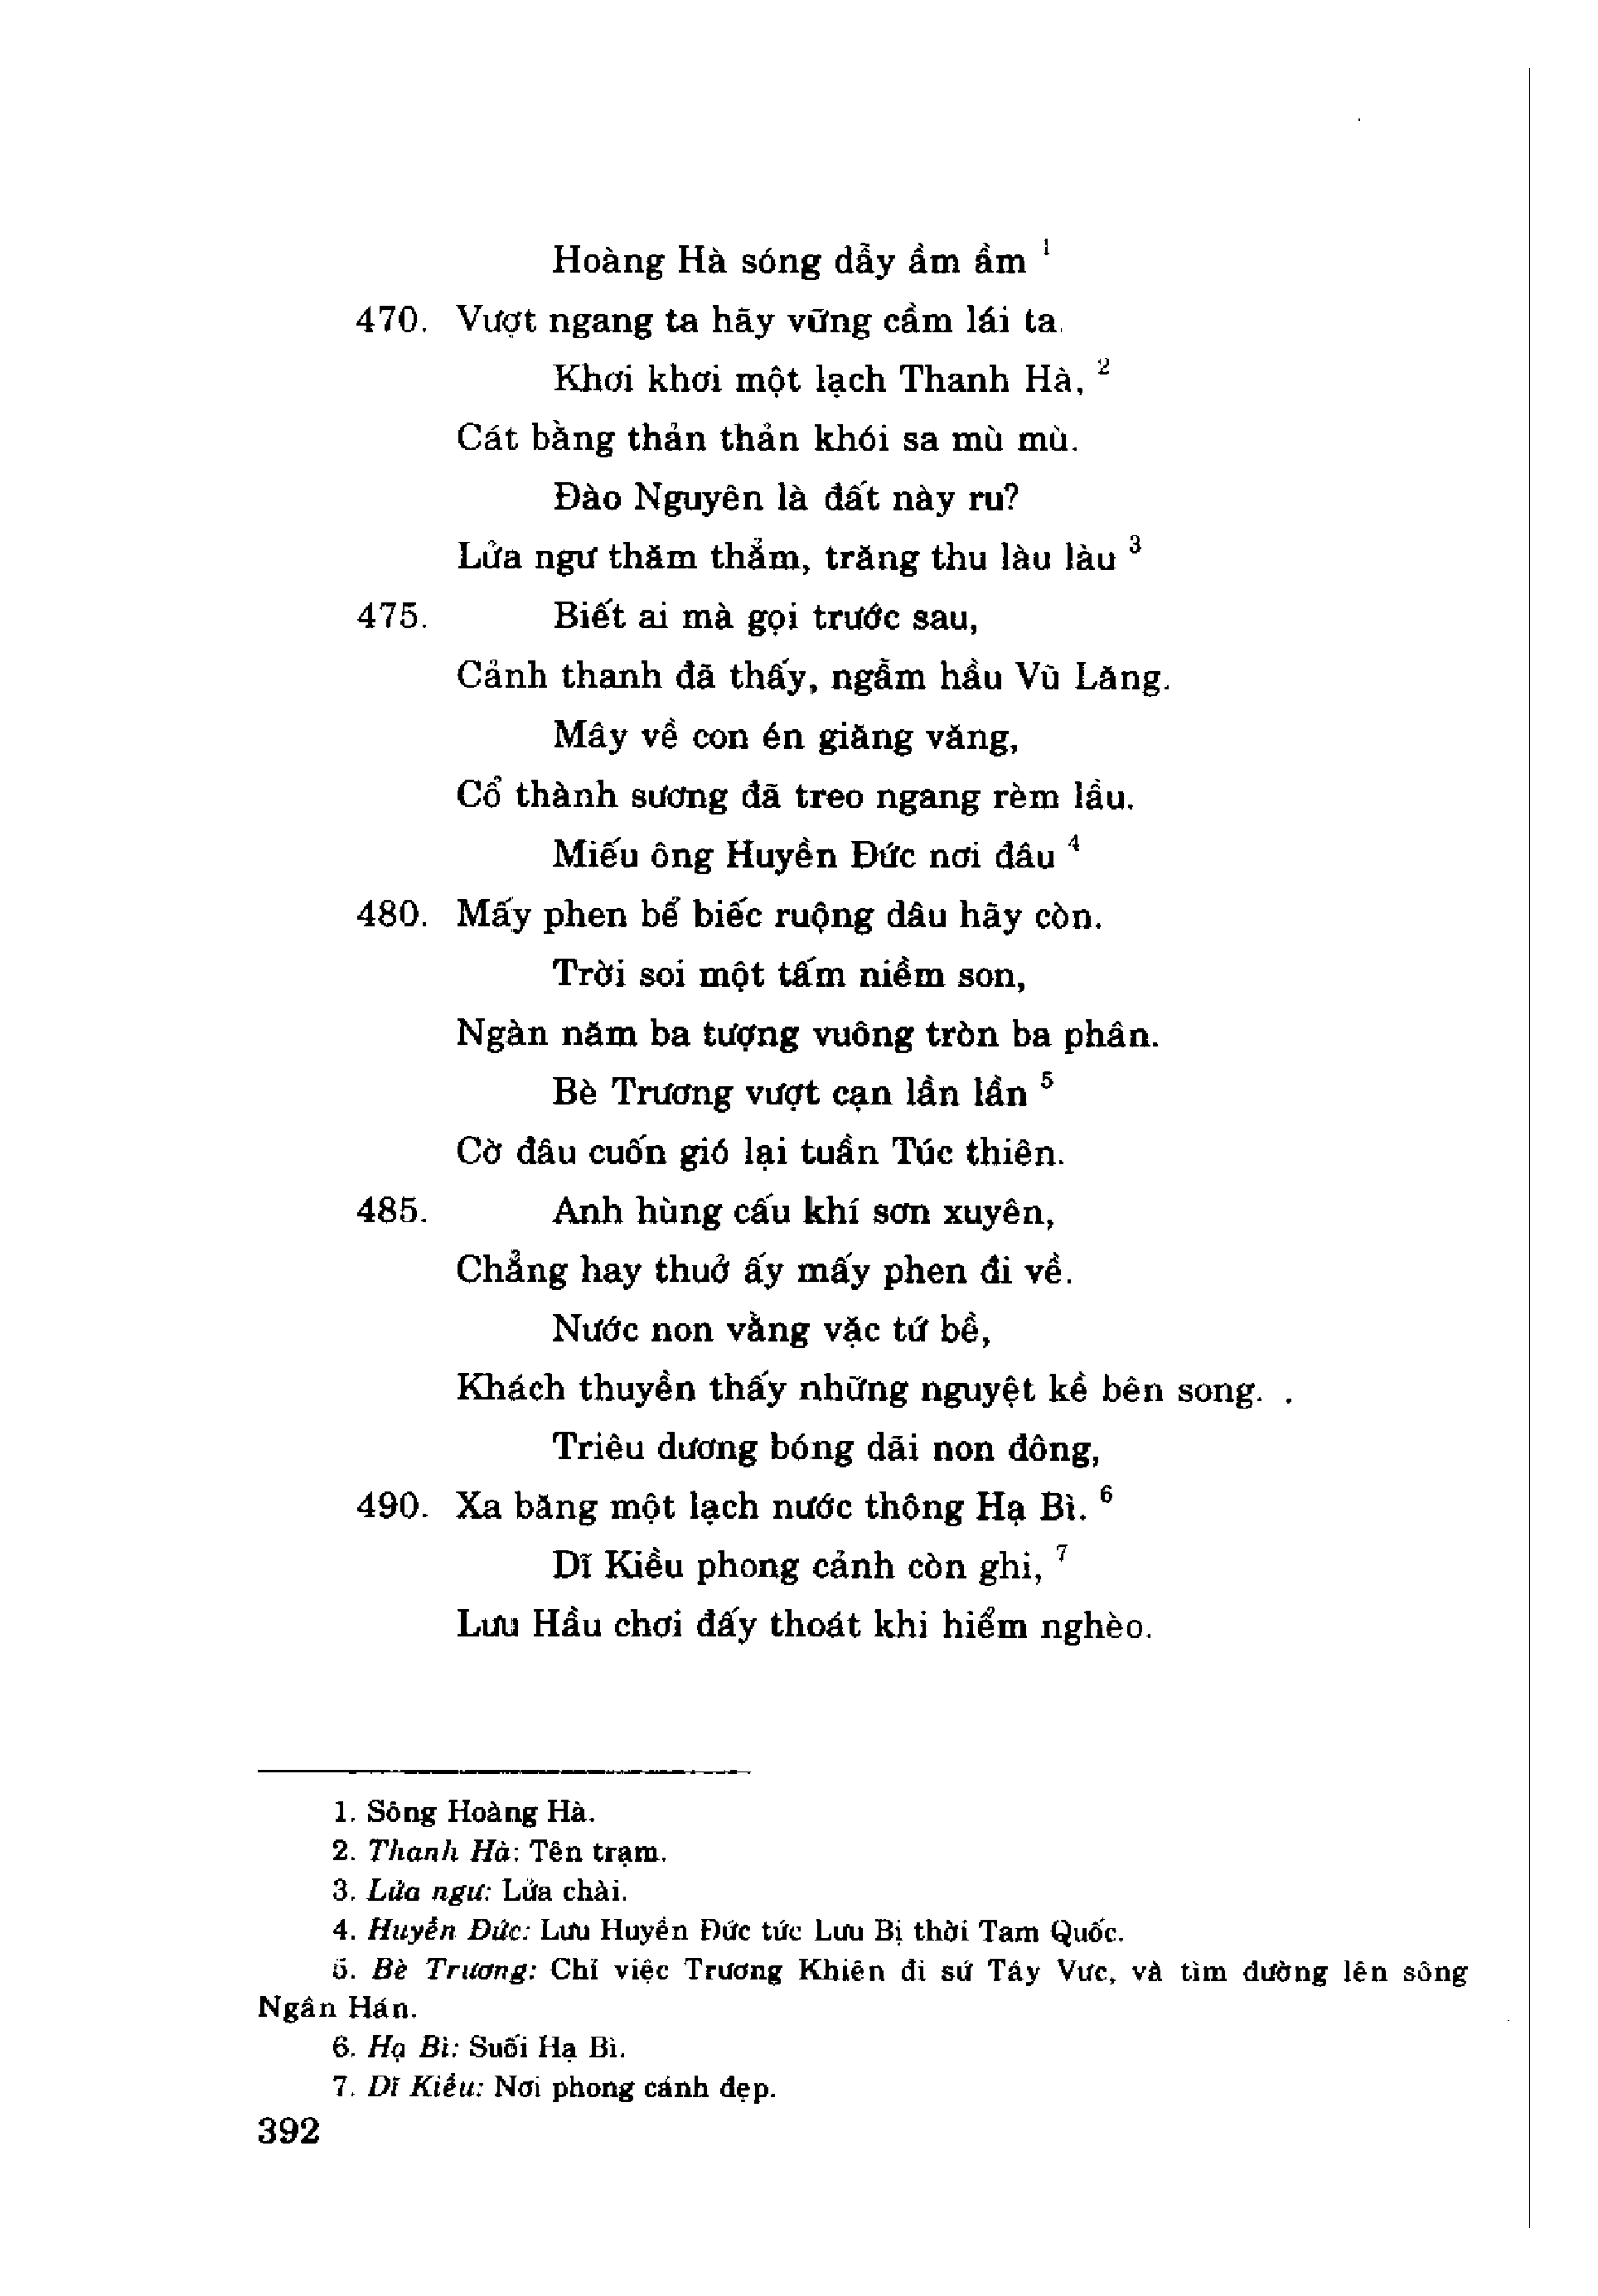 Hoàng Hà sóng dẫy ầm ầm 1
470. Vượt ngang ta hãy vững cầm lái ta.
Khơi khơi một lạch Thanh Hà, 2
Cát bằng thản thản khói sa mù mù.
Đào Nguyên là đất này ru?
Lửa ngư thăm thẳm, trăng thu làu làu 3
475. Biết ai mà gọi trước sau,
Cảnh thanh đã thấy, ngẫm hầu Vũ Lăng.
Mây về con én giăng văng,
Cổ thành sương đã treo ngang rèm lầu.
Miếu ông Huyền Đức nơi đâu 4
480. Mấy phen bể biếc ruộng dâu hãy còn.
Trời soi một tấm niềm son,
Ngàn năm ba tượng vuông tròn ba phân.
Bè Trương vượt cạn lần lần 5
Cờ đâu cuốn gió lại tuần Túc thiên.
485. Anh hùng cấu khí sơn xuyên,
Chẳng hay thuở ấy mấy phen đi về.
Nước non vằng vặc tứ bề,
Khách thuyền thấy những nguyệt kề bên song. .
Triêu dương bóng dãi non đông,
490. Xa băng một lạch nước thông Hạ Bì. 6
Dĩ Kiều phong cảnh còn ghi, 7
Lưu Hầu chơi đấy thoát khi hiểm nghèo.
1. Sông Hoàng Hà.
2. Thanh Hà: Tên trạm.
3. Lửa ngư: Lửa chài.
4. Huyền Đức: Lưu Huyền Đức tức Lưu Bị thời Tam Quốc.
5. Bè Trương: Chỉ việc Trương Khiên đi sứ Tây Vực, và tìm đường lên sông
Ngân Hán.
6. Hạ Bì: Suối Hạ Bì.
7. Dĩ Kiều: Nơi phong cảnh đẹp.
392